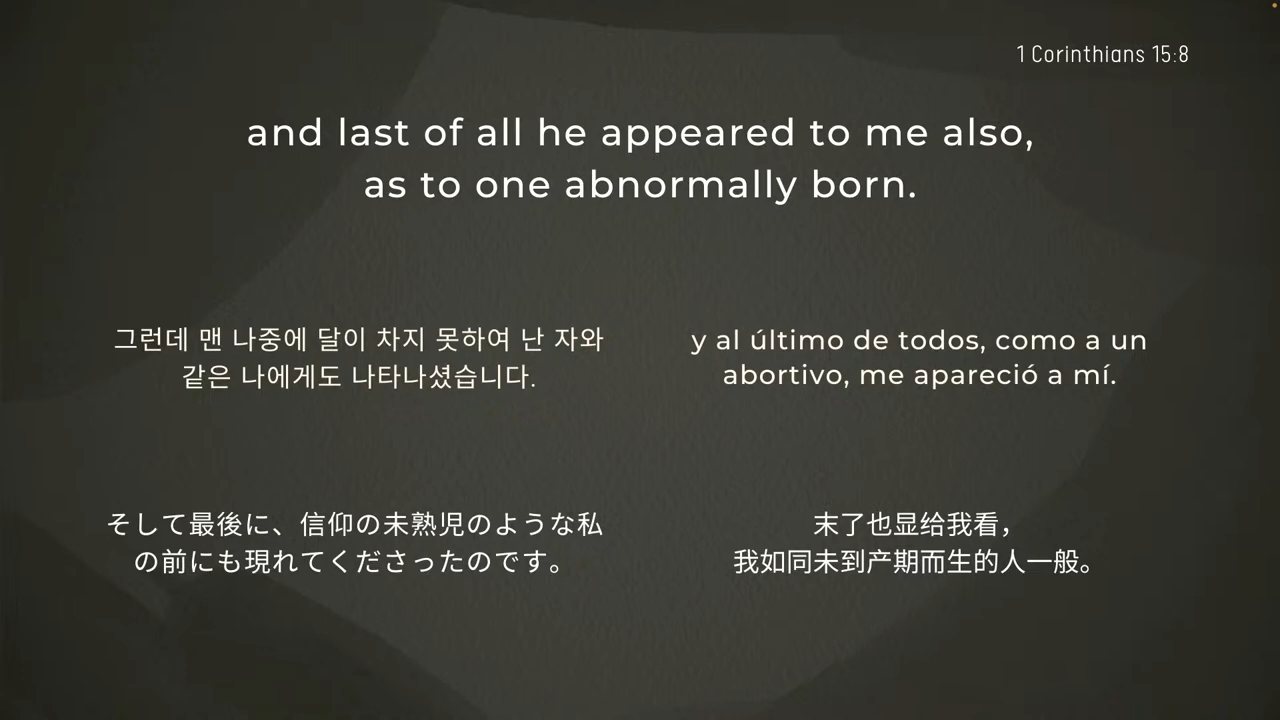 1 Corinthians 15:8
and last of all he appeared to me also,
as to one abnormally born.
그런데 맨 나중에 달이 차지 못하여 난 자와
같은 나에게도 나타나셨습니다.
y al último de todos, como a un
abortivo, me apareció a mí.
そして最後に、信仰の未熟児のような私
の前にも現れてくださったのです。
末了也显给我看，
我如同未到产期而生的人一般。